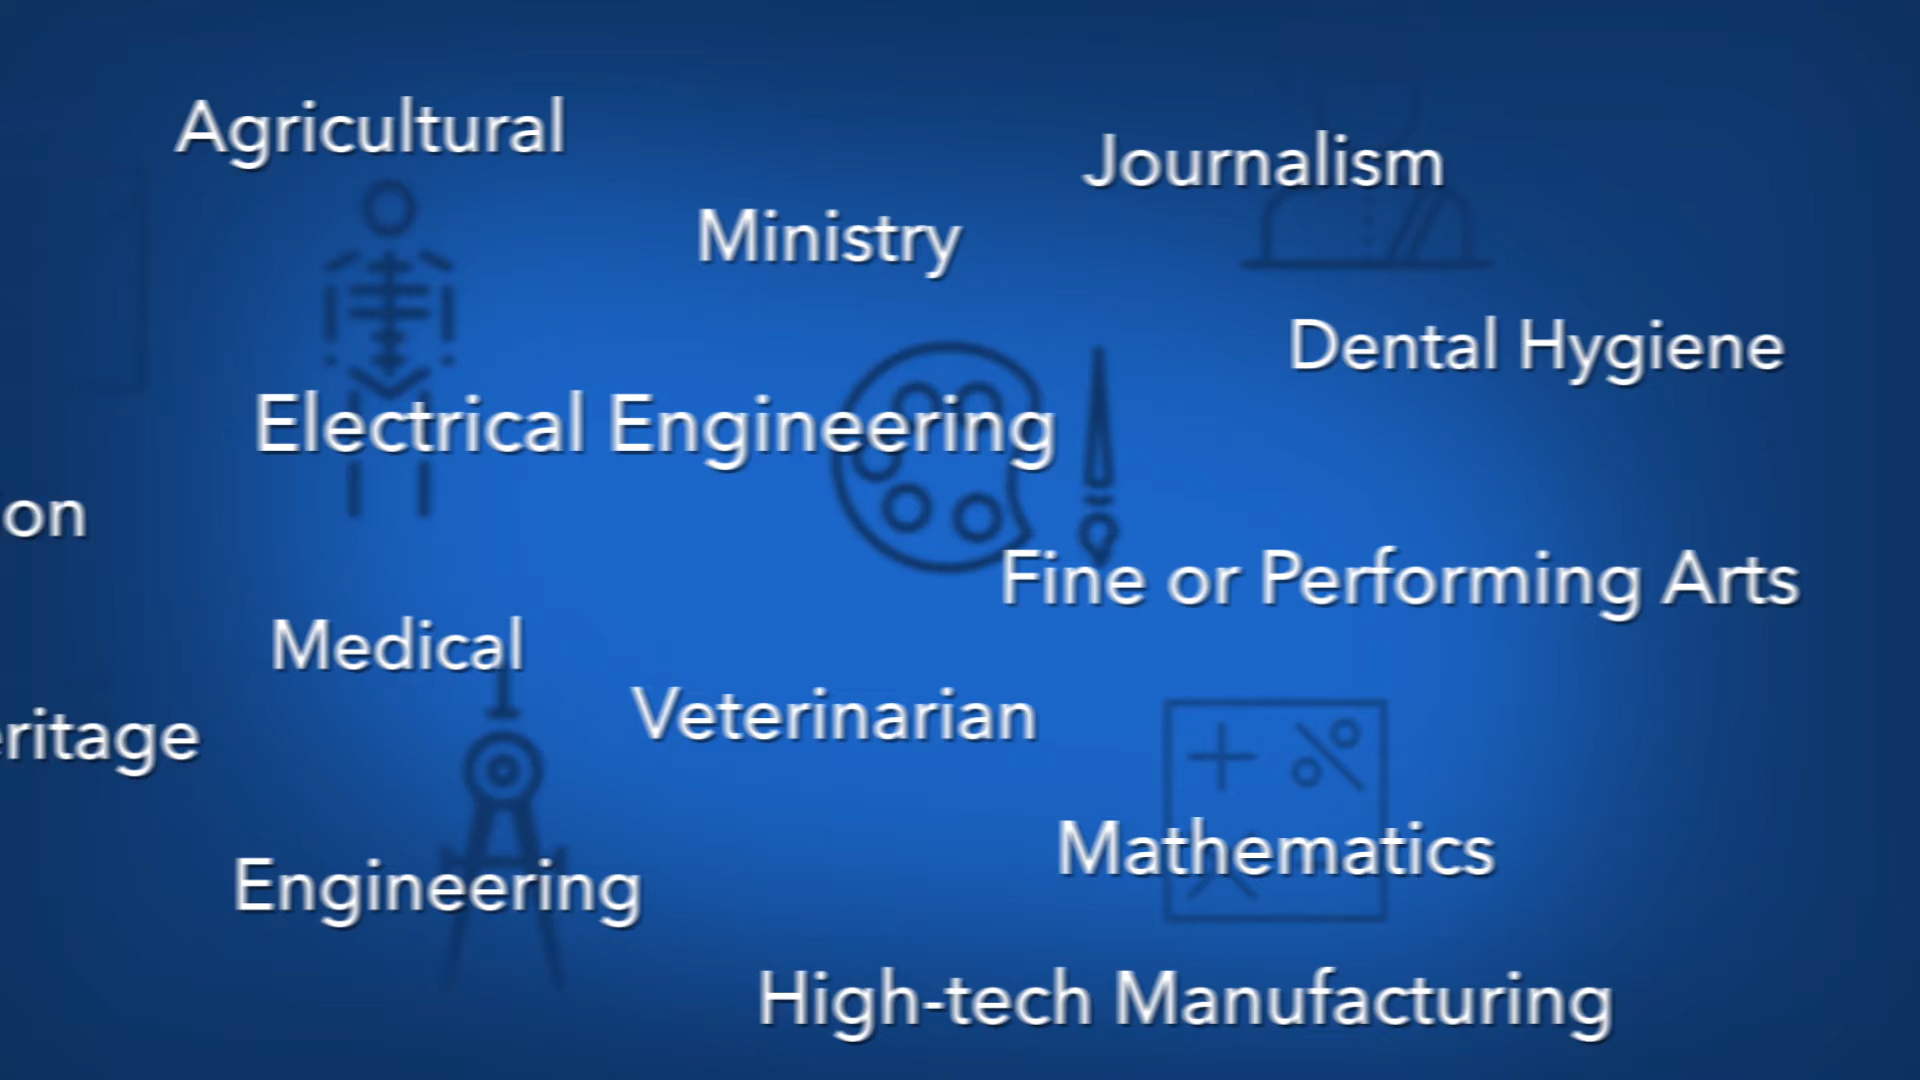 Agricultural
Journalism
Ministry
Dental Hygiene
Electrical Engineering
on
Fine or Performing Arts
Medical
Veterinarian
eritage
Mathematics
Engineering
High-tech Manufacturing